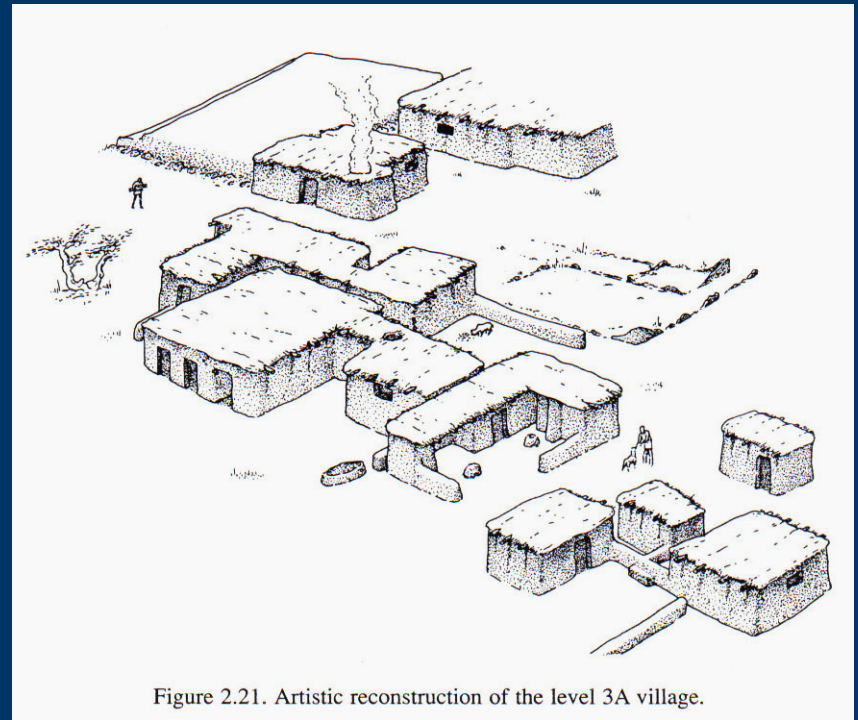 Figure 2.21. Artistic reconstruction of the level 3A village.